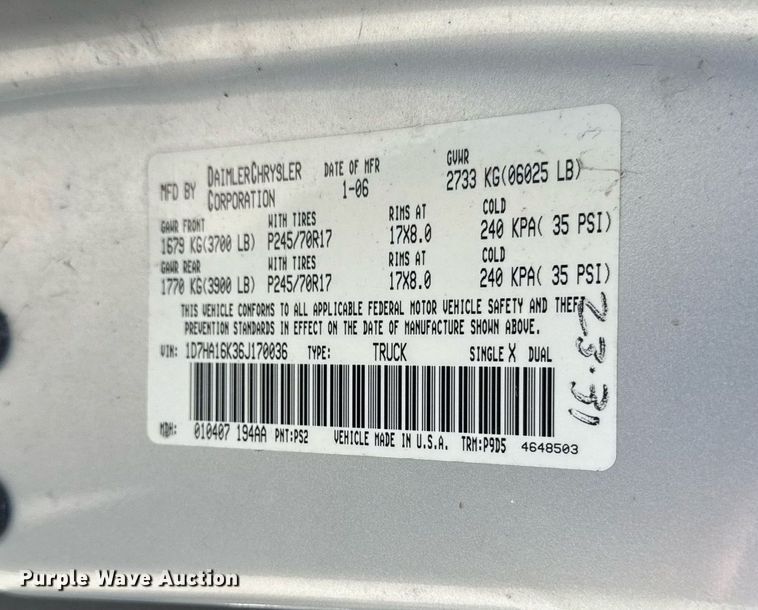 MFD BY DAIMLERCHRYSLER CORPORATION DATE OF MFR 1-06 GVWR 2733 KG(06025 LB)
GAWR FRONT WITH TIRES RIMS AT COLD
1679 KG(3700 LB) P245/70R17 17X8.0 240 KPA( 35 PSI)
GAWR REAR WITH TIRES RIMS AT COLD
1770 KG(3900 LB) P245/70R17 17X8.0 240 KPA( 35 PSI)
THIS VEHICLE CONFORMS TO ALL APPLICABLE FEDERAL MOTOR VEHICLE SAFETY AND THEFT
PREVENTION STANDARDS IN EFFECT ON THE DATE OF MANUFACTURE SHOWN ABOVE.
VIN: 1D7HA16K36J170036 TYPE: TRUCK SINGLE X DUAL
MDH: 010407 194AA PNT:PS2 VEHICLE MADE IN U.S.A. TRM:P9D5 4648503
Purple Wave Auction